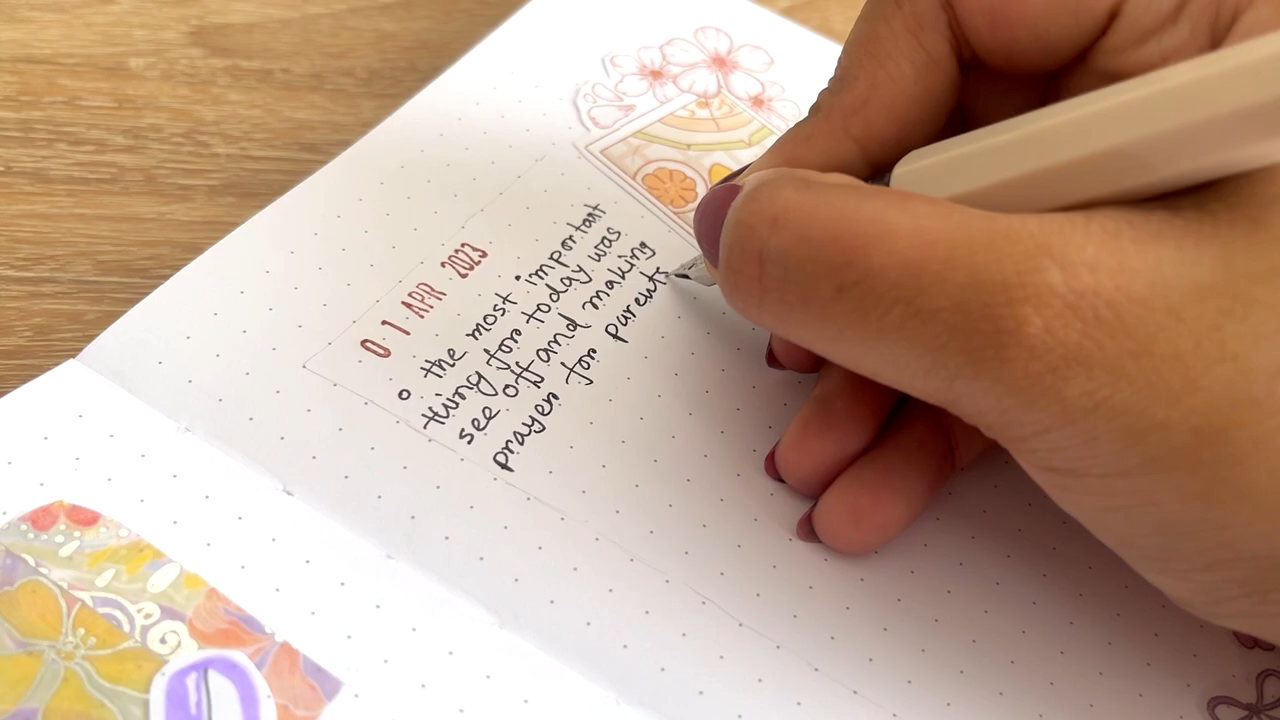 01 APR 2023
o the most important
thing for today was
see off and making
prayer for parents